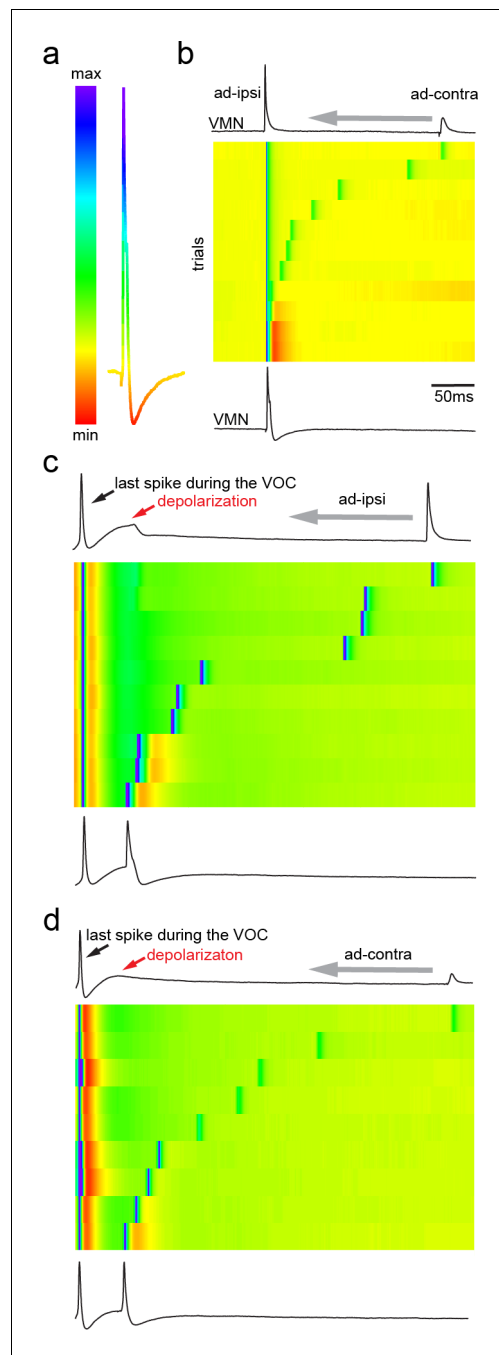 a
max
min
b
ad-ipsi
ad-contra
VMN
trials
50ms
VMN
c
last spike during the VOC
depolarization
ad-ipsi
d
last spike during the VOC
depolarizaton
ad-contra